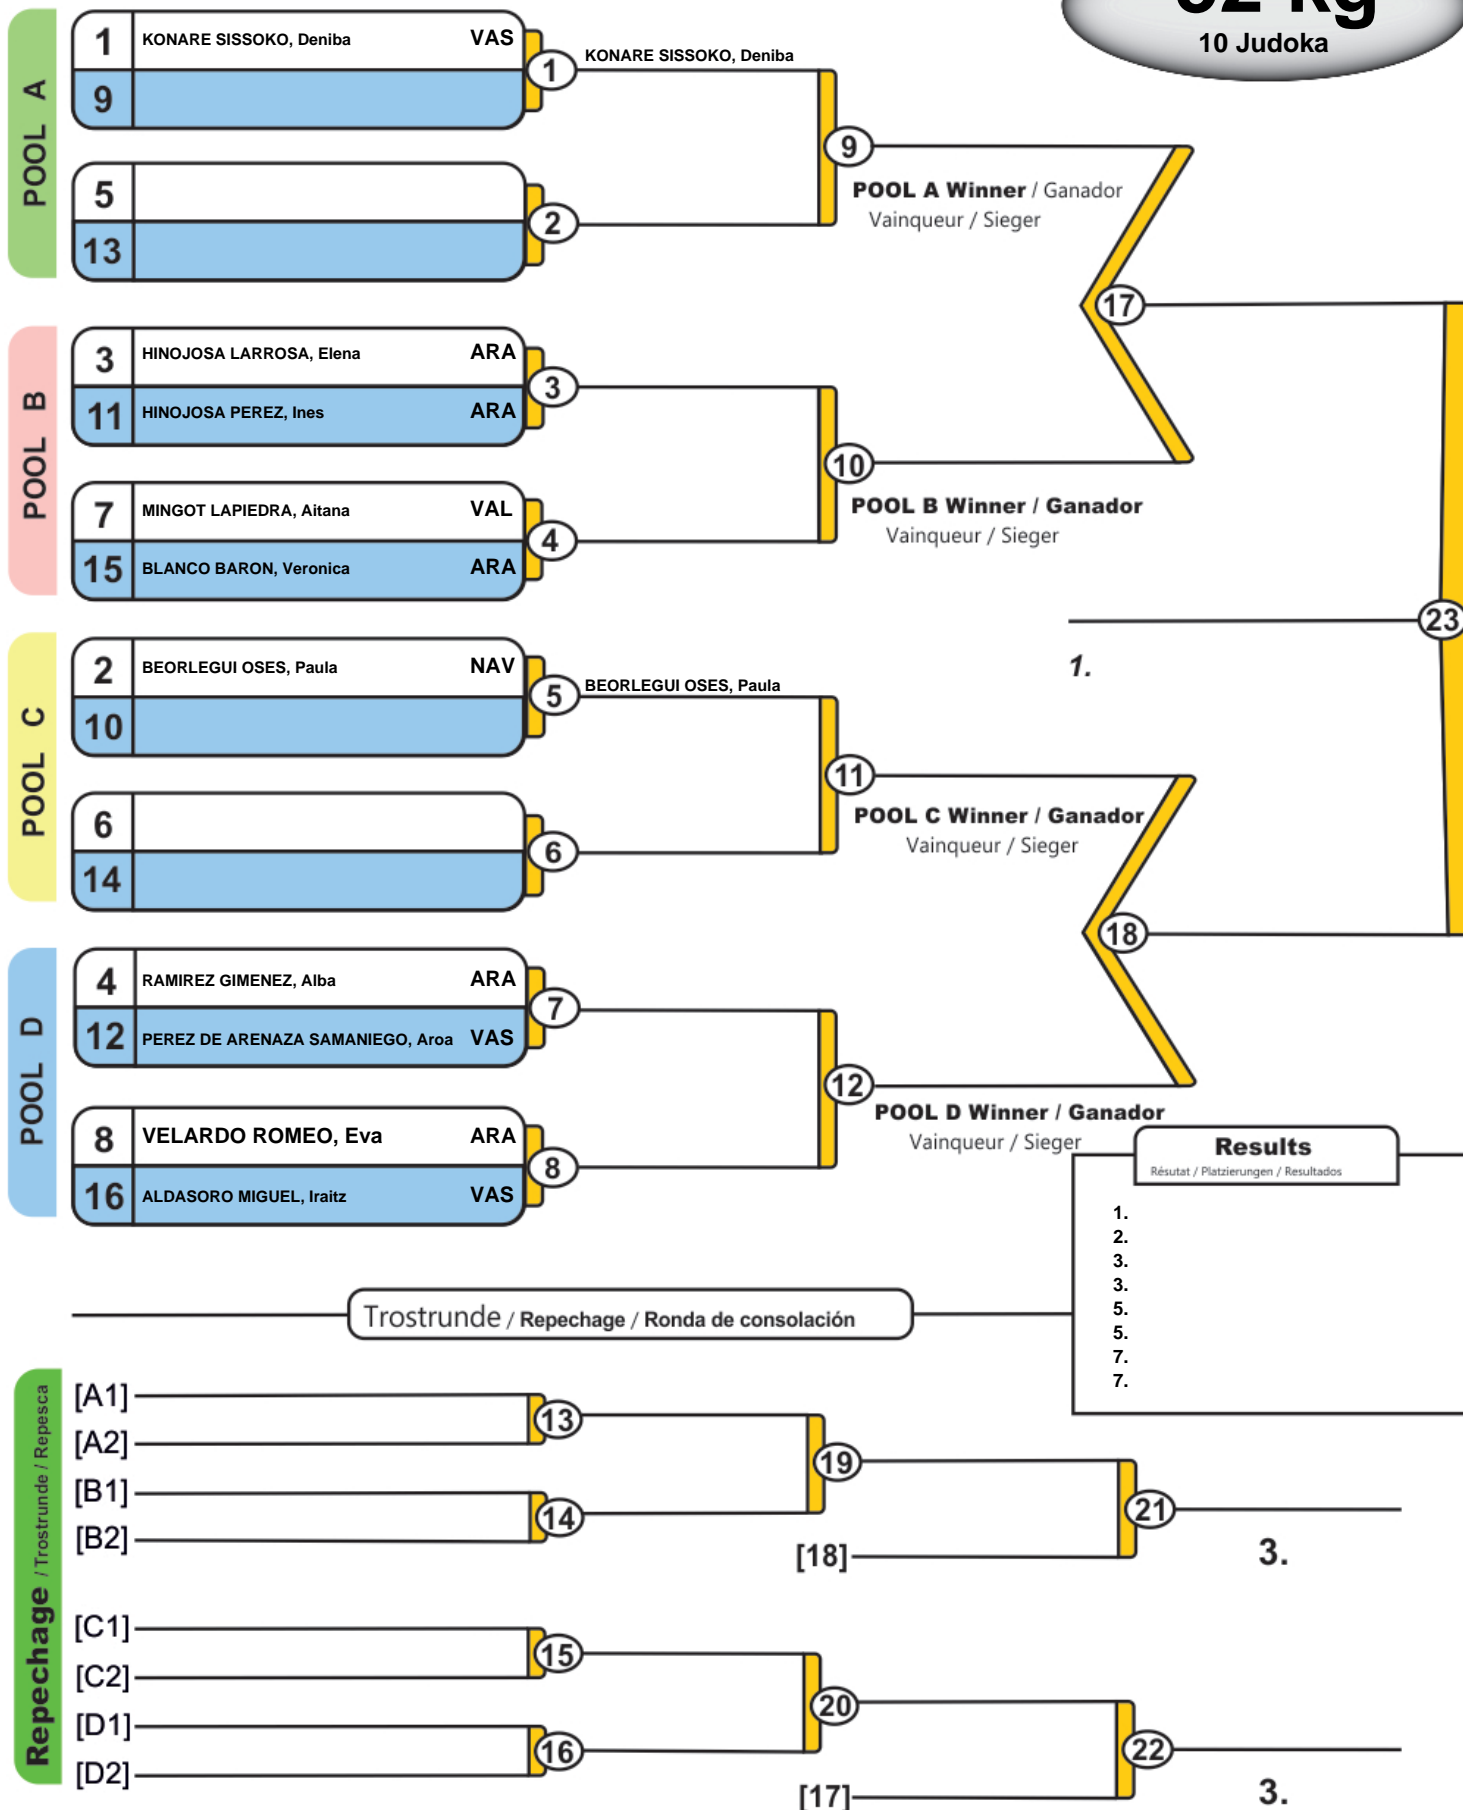 10 Judoka
POOL A
1 KONARE SISSOKO, Deniba VAS
9
1
KONARE SISSOKO, Deniba
5
13
2
9
POOL A Winner / Ganador
Vainqueur / Sieger
17
POOL B
3 HINOJOSA LARROSA, Elena ARA
11 HINOJOSA PEREZ, Ines ARA
3
7 MINGOT LAPIEDRA, Aitana VAL
15 BLANCO BARON, Veronica ARA
4
10
POOL B Winner / Ganador
Vainqueur / Sieger
23
1.
POOL C
2 BEORLEGUI OSES, Paula NAV
10
5
BEORLEGUI OSES, Paula
6
14
6
11
POOL C Winner / Ganador
Vainqueur / Sieger
18
POOL D
4 RAMIREZ GIMENEZ, Alba ARA
12 PEREZ DE ARENAZA SAMANIEGO, Aroa VAS
7
8 VELARDO ROMEO, Eva ARA
16 ALDASORO MIGUEL, Iraitz VAS
8
12
POOL D Winner / Ganador
Vainqueur / Sieger
Results
Résutat / Platzierungen / Resultados
1.
2.
3.
3.
5.
5.
7.
7.
Trostrunde / Repechage / Ronda de consolación
Repechage / Trostrunde / Repesca
[A1]
[A2]
13
[B1]
[B2]
14
19
[18]
21
3.
[C1]
[C2]
15
[D1]
[D2]
16
20
[17]
22
3.